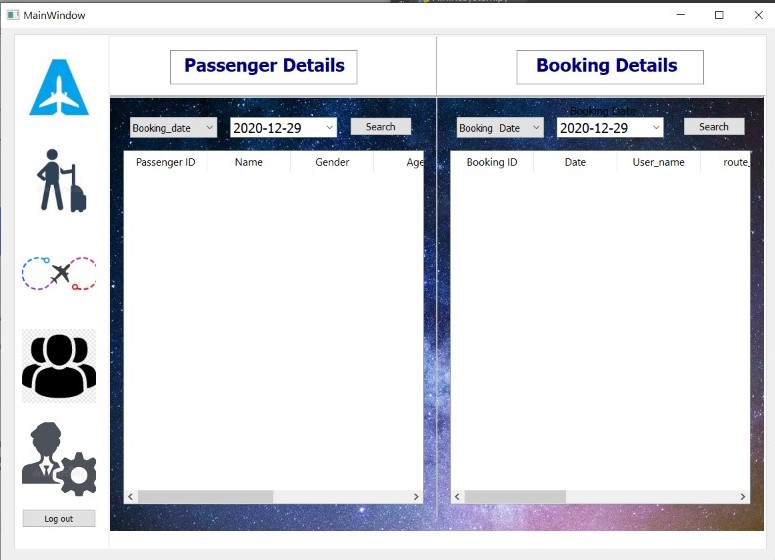 MainWindow
Passenger Details
Booking Details
Booking Date
Booking_date
2020-12-29
Search
Booking Date
2020-12-29
Search
Passenger ID
Name
Gender
Age
Booking ID
Date
User_name
route_
Log out